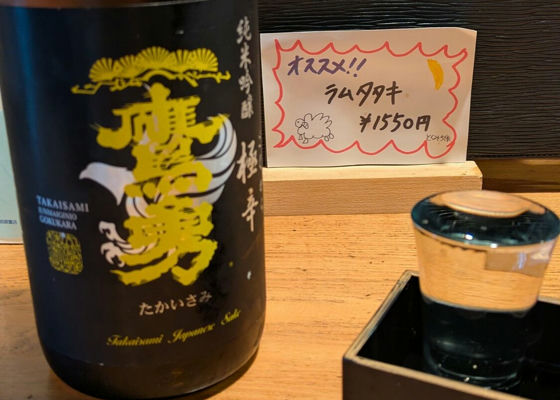 純米吟醸
極辛
鷹勇
TAKAISAMI
JUNMAIGINJO
GOKUKARA
たかいさみ
Takaisami Japanese Sake
オススメ!!
ラムタタキ
¥1550円